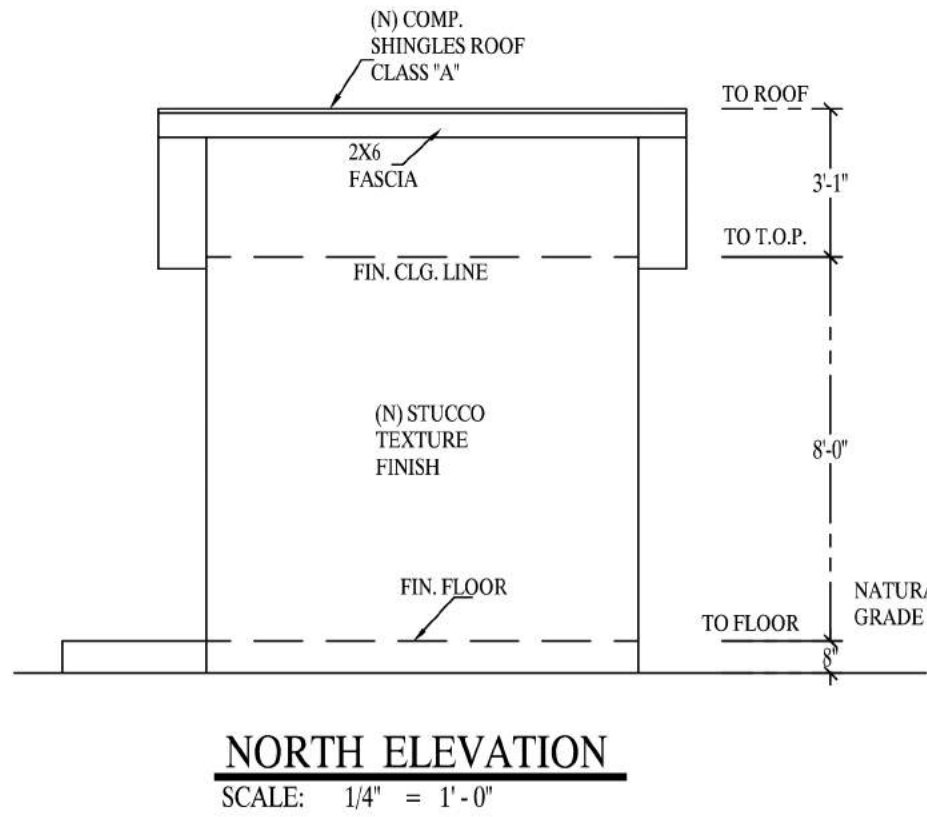 (N) COMP.
SHINGLES ROOF
CLASS "A"
TO ROOF
2X6
FASCIA
3'-1"
TO T.O.P.
FIN. CLG. LINE
(N) STUCCO
TEXTURE
FINISH
8'-0"
FIN. FLOOR
NATURA
GRADE
TO FLOOR
8"
NORTH ELEVATION
SCALE: 1/4" = 1'-0"